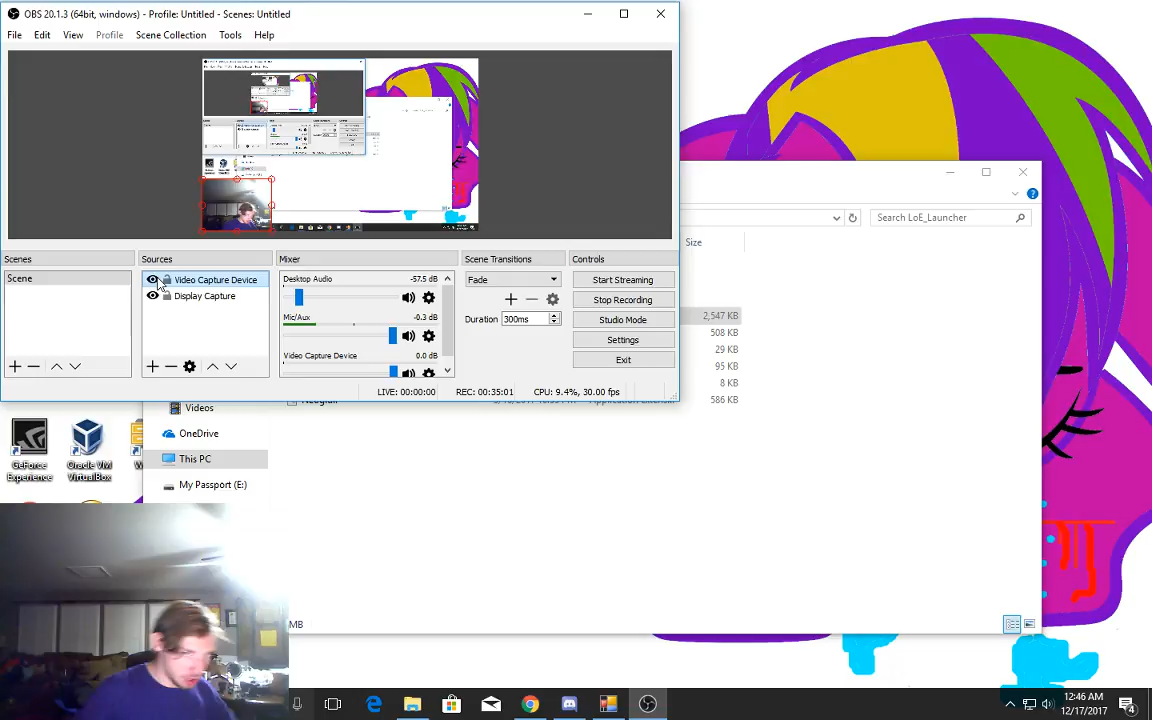 OBS 20.1.3 (64bit, windows) - Profile: Untitled - Scenes: Untitled
File Edit View Profile Scene Collection Tools Help
Scenes Sources Mixer Scene Transitions Controls
Scene
Video Capture Device
Display Capture
Desktop Audio -57.5 dB
Mic/Aux -0.3 dB
Video Capture Device 0.0 dB
Fade
Duration 300ms
Start Streaming
Stop Recording
Studio Mode
Settings
Exit
LIVE: 00:00:00 REC: 00:35:01 CPU: 9.4%, 30.00 fps
Search LoE_Launcher
Size
2,547 KB
508 KB
29 KB
95 KB
8 KB
586 KB
Videos
OneDrive
This PC
My Passport (E:)
MB
GeForce
Experience
Oracle VM
VirtualBox
W
12:46 AM
12/17/2017
4